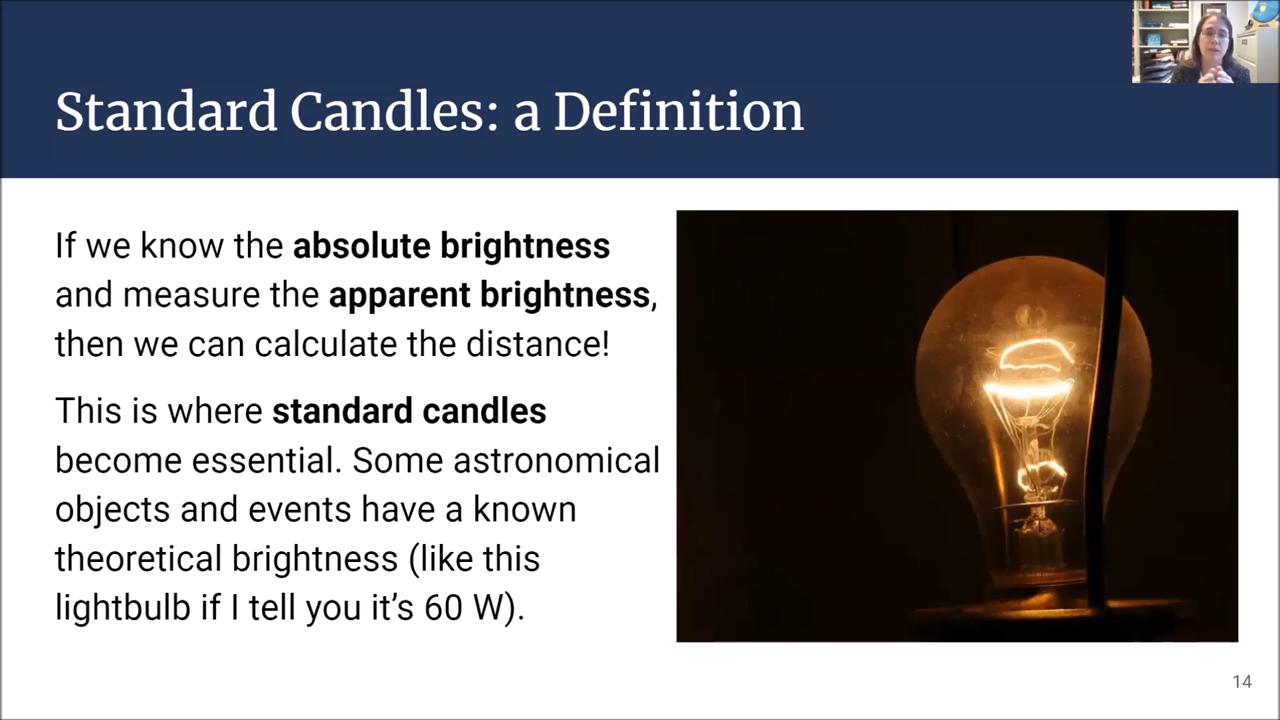 Standard Candles: a Definition
If we know the absolute brightness
and measure the apparent brightness,
then we can calculate the distance!
This is where standard candles
become essential. Some astronomical
objects and events have a known
theoretical brightness (like this
lightbulb if I tell you it’s 60 W).
14